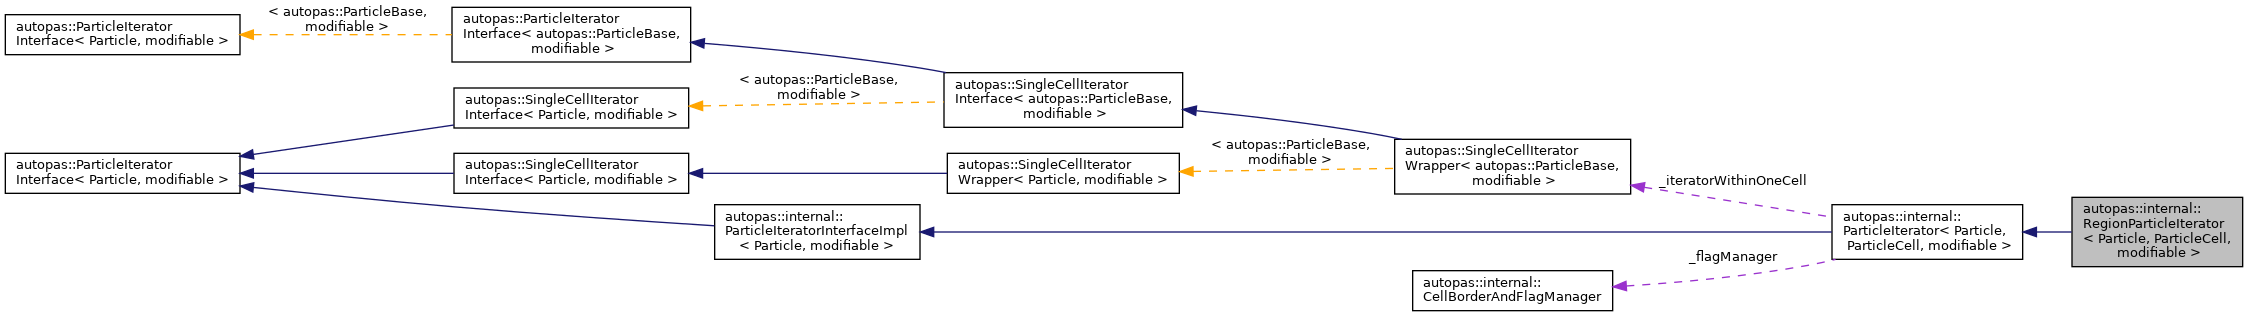 autopas::ParticleIterator
Interface< Particle, modifiable >
< autopas::ParticleBase,
modifiable >
autopas::ParticleIterator
Interface< autopas::ParticleBase,
modifiable >
autopas::SingleCellIterator
Interface< Particle, modifiable >
< autopas::ParticleBase,
modifiable >
autopas::SingleCellIterator
Interface< autopas::ParticleBase,
modifiable >
autopas::ParticleIterator
Interface< Particle, modifiable >
autopas::SingleCellIterator
Interface< Particle, modifiable >
autopas::SingleCellIterator
Wrapper< Particle, modifiable >
< autopas::ParticleBase,
modifiable >
autopas::SingleCellIterator
Wrapper< autopas::ParticleBase,
modifiable >
_iteratorWithinOneCell
autopas::internal::
ParticleIteratorInterfaceImpl
< Particle, modifiable >
autopas::internal::
ParticleIterator< Particle,
ParticleCell, modifiable >
autopas::internal::
RegionParticleIterator
< Particle, ParticleCell,
modifiable >
_flagManager
autopas::internal::
CellBorderAndFlagManager